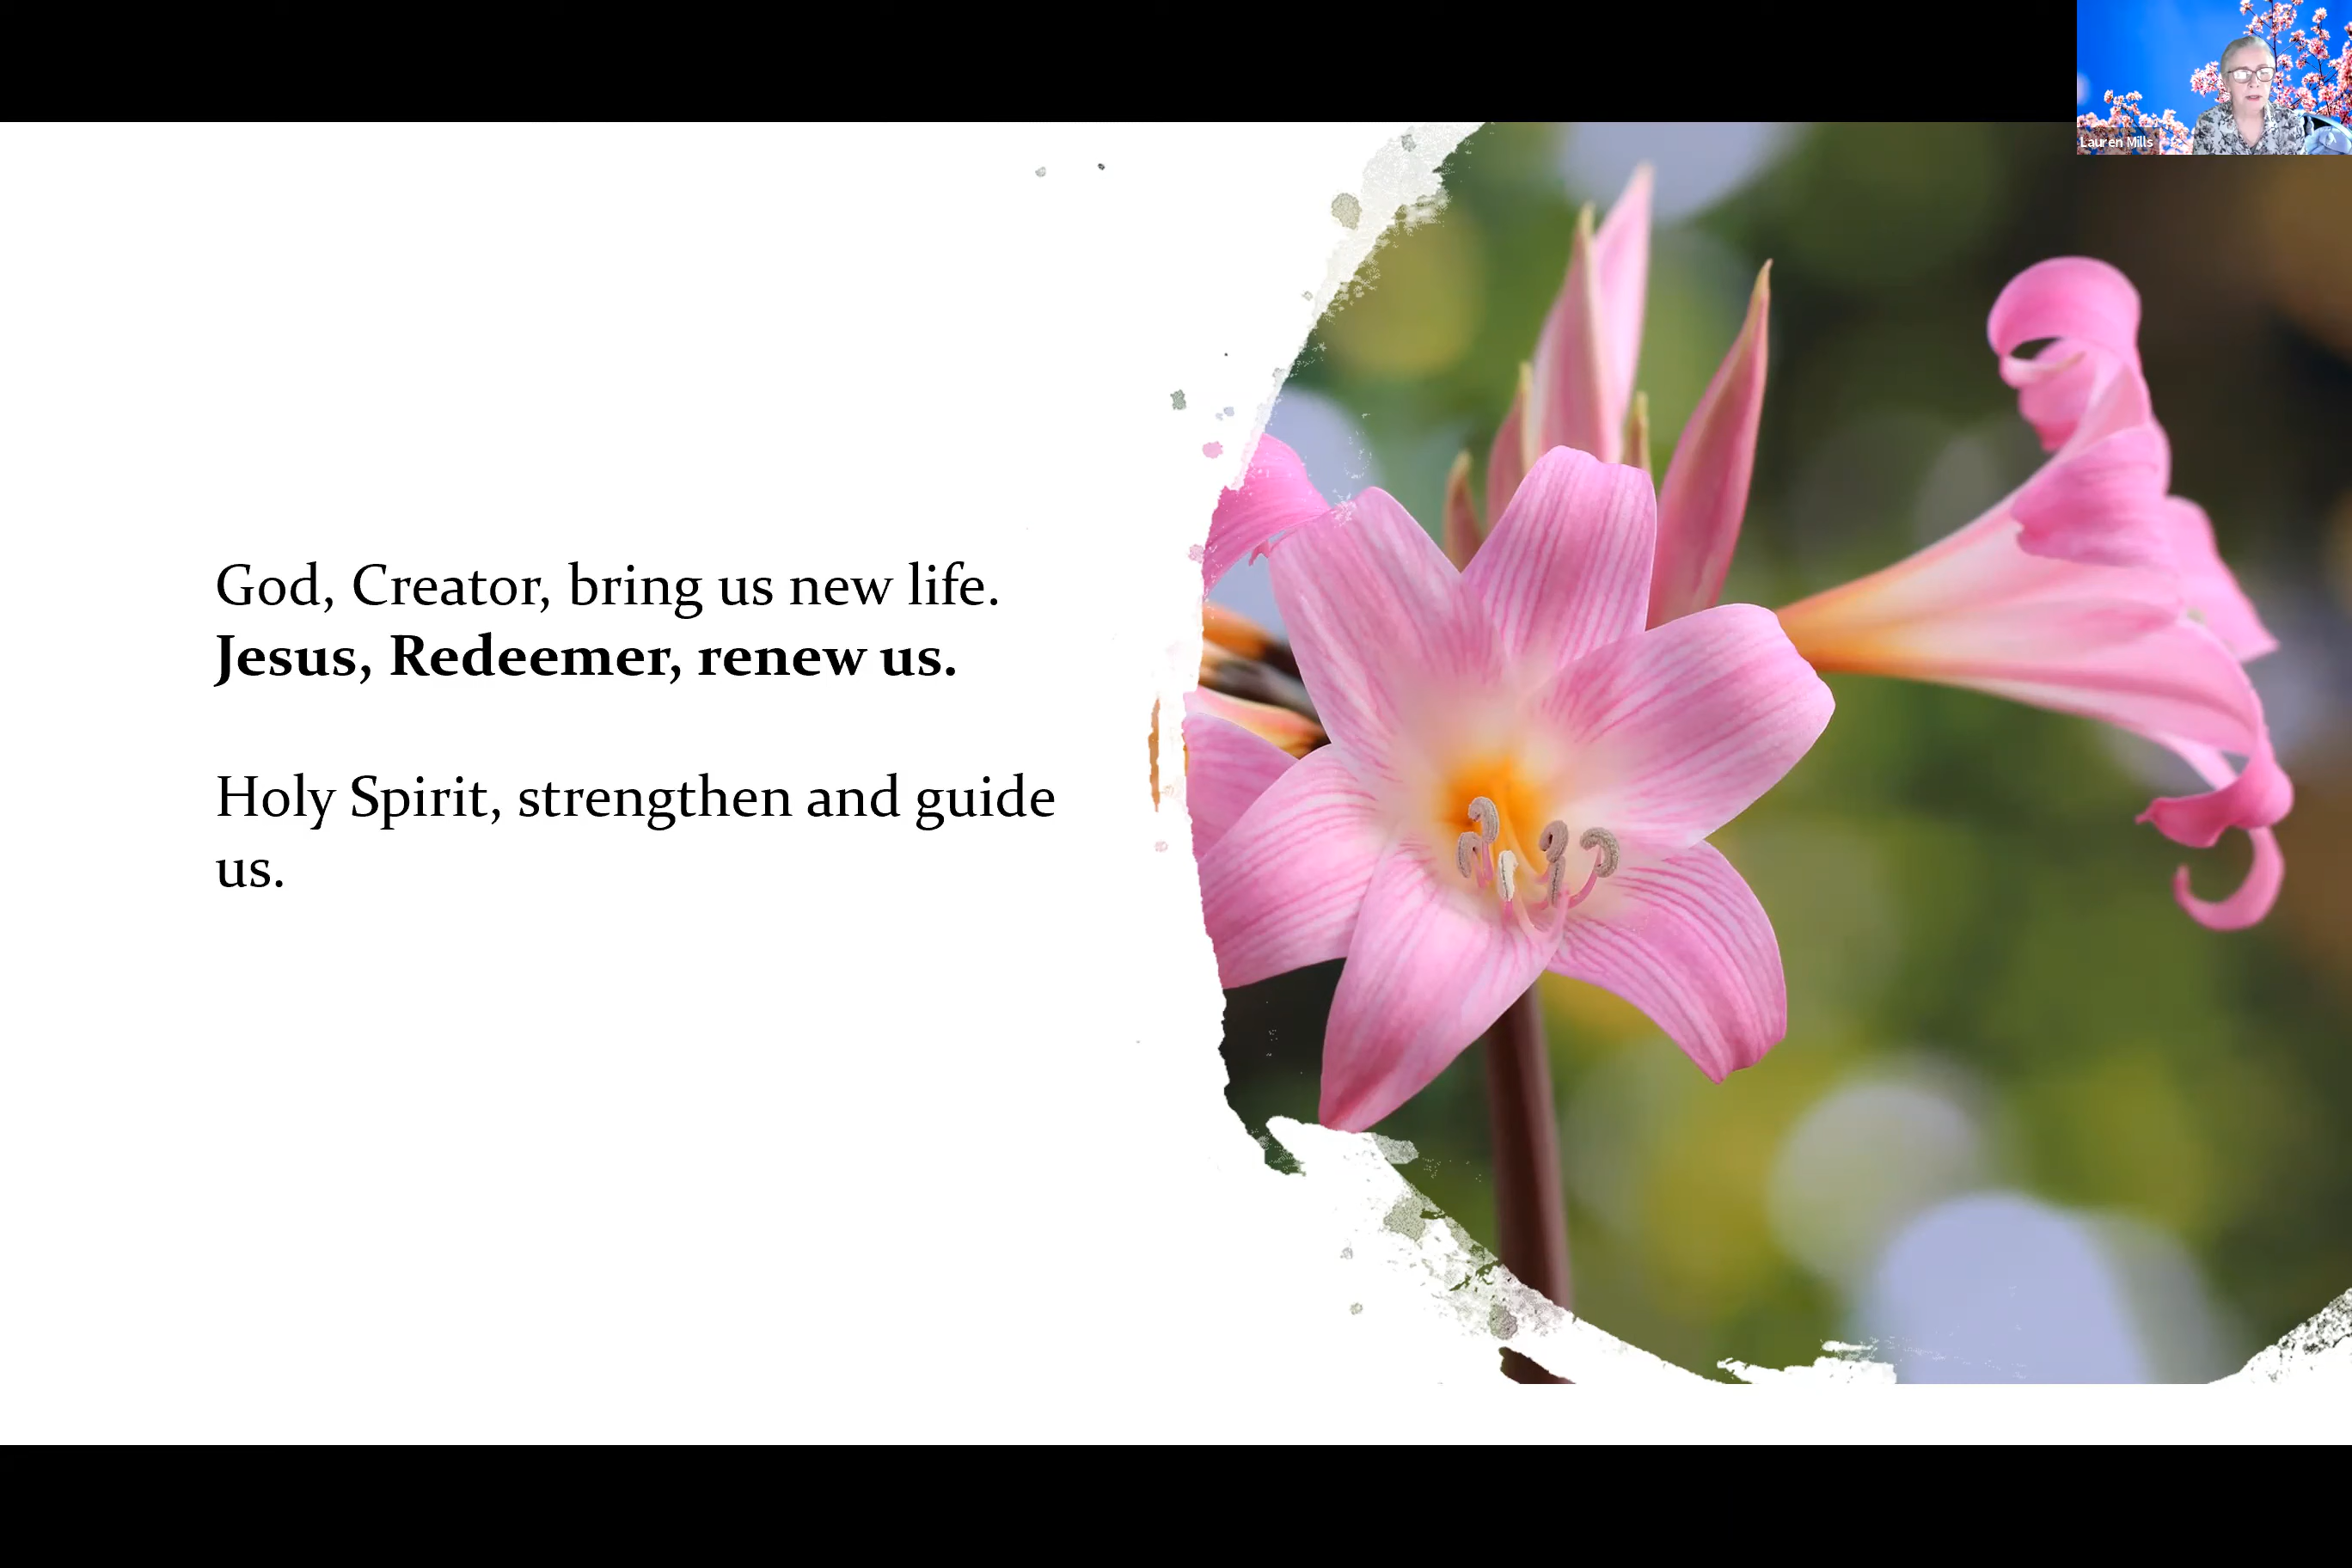 Lauren Mills
God, Creator, bring us new life.
Jesus, Redeemer, renew us.
Holy Spirit, strengthen and guide
us.